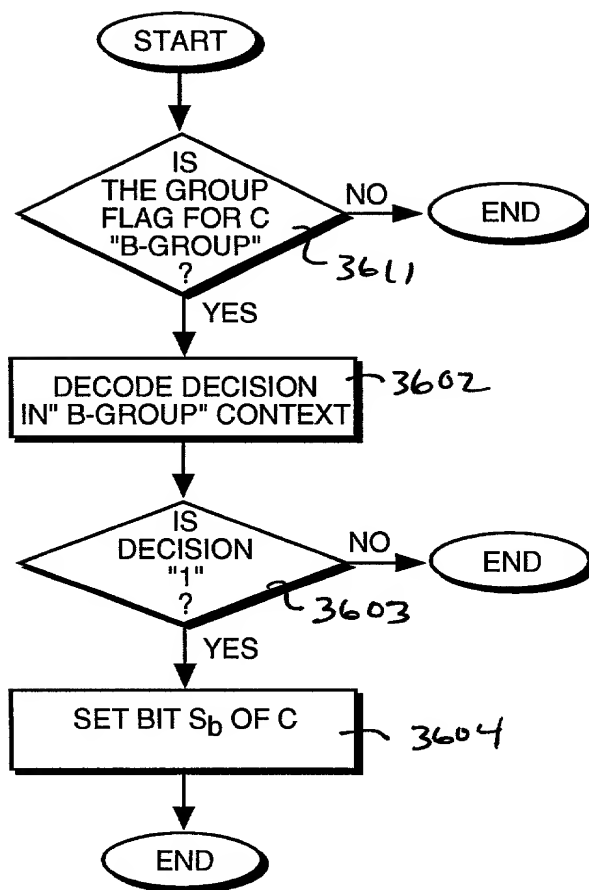 START
IS
THE GROUP
FLAG FOR C
"B-GROUP"
?
NO
END
3611
YES
DECODE DECISION
IN" B-GROUP" CONTEXT
3602
IS
DECISION
"1"
?
NO
END
3603
YES
SET BIT Sb OF C
3604
END